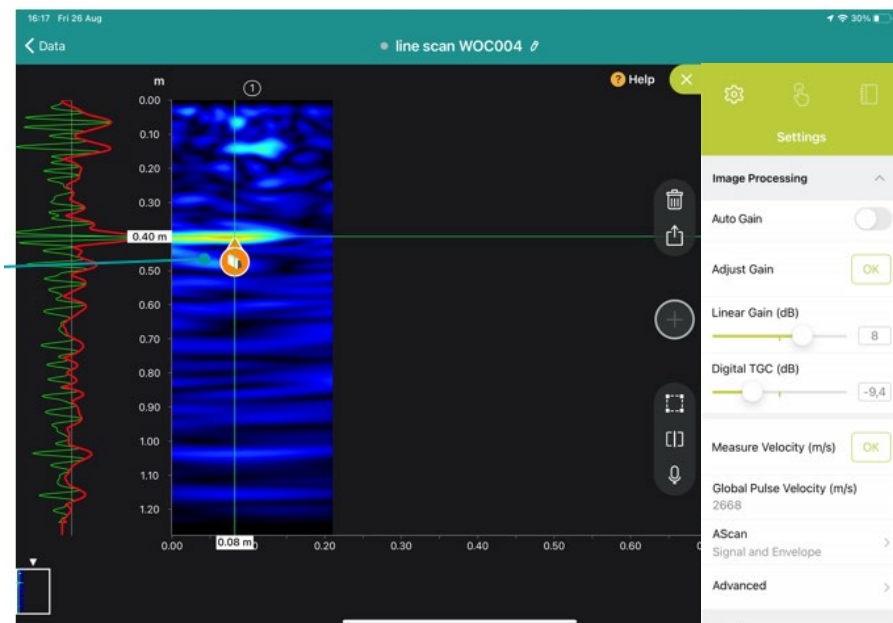 16:17 Fri 26 Aug
30%
Data
line scan WOC004
Help
Settings
m
1
0.00
0.10
0.20
0.30
0.40 m
0.50
0.60
0.70
0.80
0.90
1.00
1.10
1.20
0.00
0.08 m
0.20
0.30
0.40
0.50
0.60
Image Processing
Auto Gain
Adjust Gain
OK
Linear Gain (dB)
8
Digital TGC (dB)
-9,4
Measure Velocity (m/s)
OK
Global Pulse Velocity (m/s)
2668
AScan
Signal and Envelope
Advanced